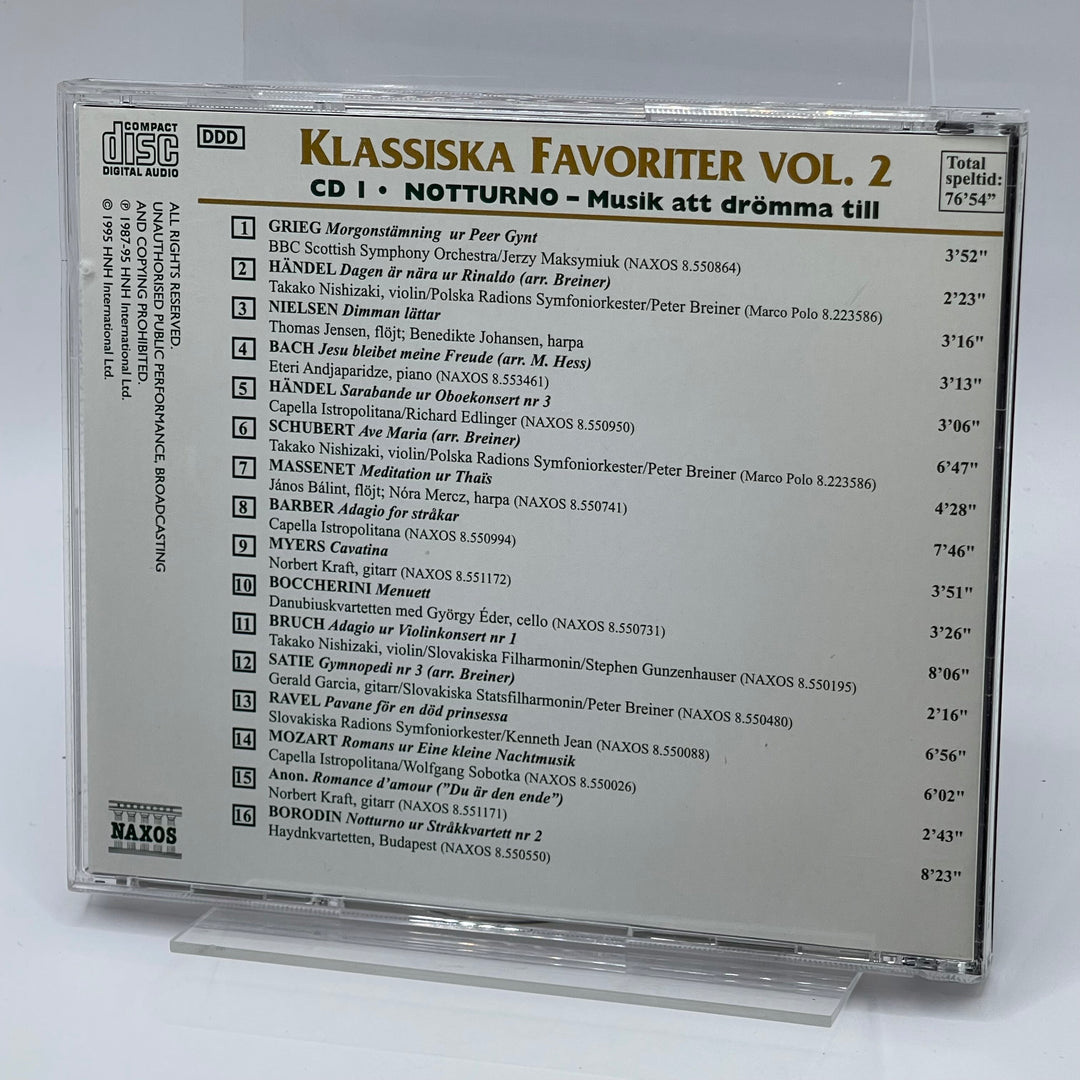 COMPACT
disc
DIGITAL AUDIO
DDD
KLASSISKA FAVORITER VOL. 2
CD 1 • NOTTURNO – Musik att drömma till
Total
speltid:
76’54”
1 GRIEG Morgonstämning ur Peer Gynt
BBC Scottish Symphony Orchestra/Jerzy Maksymiuk (NAXOS 8.550864) 3’52"
2 HÄNDEL Dagen är nära ur Rinaldo (arr. Breiner)
Takako Nishizaki, violin/Polska Radions Symfoniorkester/Peter Breiner (Marco Polo 8.223586) 2’23"
3 NIELSEN Dimman lättar
Thomas Jensen, flöjt; Benedikte Johansen, harpa 3’16"
4 BACH Jesu bleibet meine Freude (arr. M. Hess)
Eteri Andjaparidze, piano (NAXOS 8.553461) 3’13"
5 HÄNDEL Sarabande ur Oboekonsert nr 3
Capella Istropolitana/Richard Edlinger (NAXOS 8.550950) 3’06"
6 SCHUBERT Ave Maria (arr. Breiner)
Takako Nishizaki, violin/Polska Radions Symfoniorkester/Peter Breiner (Marco Polo 8.223586) 6’47"
7 MASSENET Meditation ur Thaïs
János Bálint, flöjt; Nóra Mercz, harpa (NAXOS 8.550741) 4’28"
8 BARBER Adagio for stråkar
Capella Istropolitana (NAXOS 8.550994) 7’46"
9 MYERS Cavatina
Norbert Kraft, gitarr (NAXOS 8.551172) 3’51"
10 BOCCHERINI Menuett
Danubiuskvartetten med György Éder, cello (NAXOS 8.550731) 3’26"
11 BRUCH Adagio ur Violinkonsert nr 1
Takako Nishizaki, violin/Slovakiska Filharmonin/Stephen Gunzenhauser (NAXOS 8.550195) 8’06"
12 SATIE Gymnopedi nr 3 (arr. Breiner)
Gerald Garcia, gitarr/Slovakiska Statsfilharmonin/Peter Breiner (NAXOS 8.550480) 2’16"
13 RAVEL Pavane för en död prinsessa
Slovakiska Radions Symfoniorkester/Kenneth Jean (NAXOS 8.550088) 6’56"
14 MOZART Romans ur Eine kleine Nachtmusik
Capella Istropolitana/Wolfgang Sobotka (NAXOS 8.550026) 6’02"
15 Anon. Romance d’amour (”Du är den ende”)
Norbert Kraft, gitarr (NAXOS 8.551171) 2’43"
16 BORODIN Notturno ur Stråkkvartett nr 2
Haydnkvartetten, Budapest (NAXOS 8.550550) 8’23"
ALL RIGHTS RESERVED.
UNAUTHORISED PUBLIC PERFORMANCE, BROADCASTING
AND COPYING PROHIBITED.
℗ 1987-95 HNH International Ltd.
© 1995 HNH International Ltd.
NAXOS